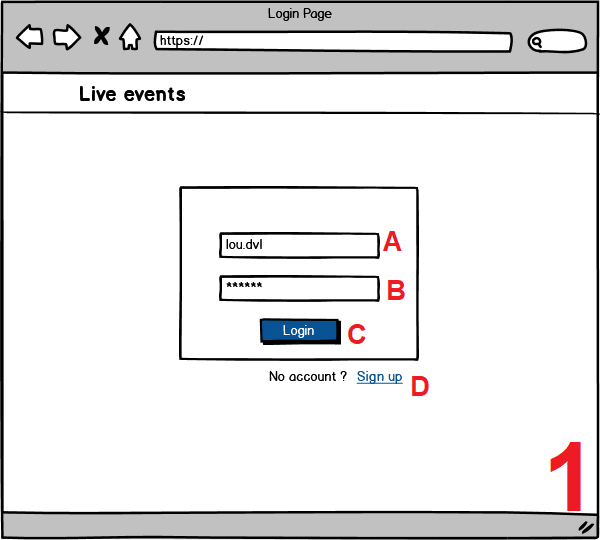 Login Page
https://
Live events
lou.dvl A
****** B
Login C
No account ? Sign up D
1